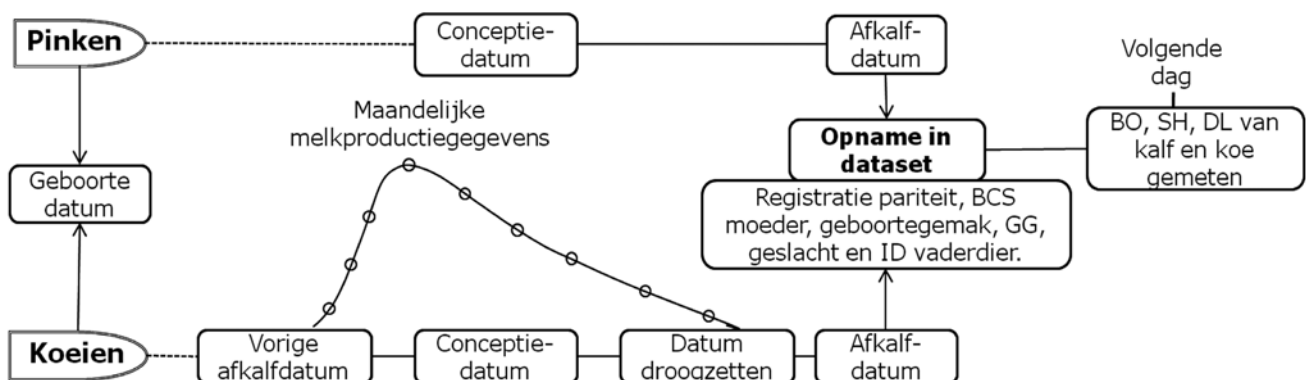 Pinken
Conceptie-
datum
Afkalf-
datum
Volgende
dag
Maandelijke
melkproductiegegevens
Opname in
dataset
BO, SH, DL van
kalf en koe
gemeten
Geboorte
datum
Registratie pariteit, BCS
moeder, geboortegemak, GG,
geslacht en ID vaderdier.
Koeien
Vorige
afkalfdatum
Conceptie-
datum
Datum
droogzetten
Afkalf-
datum